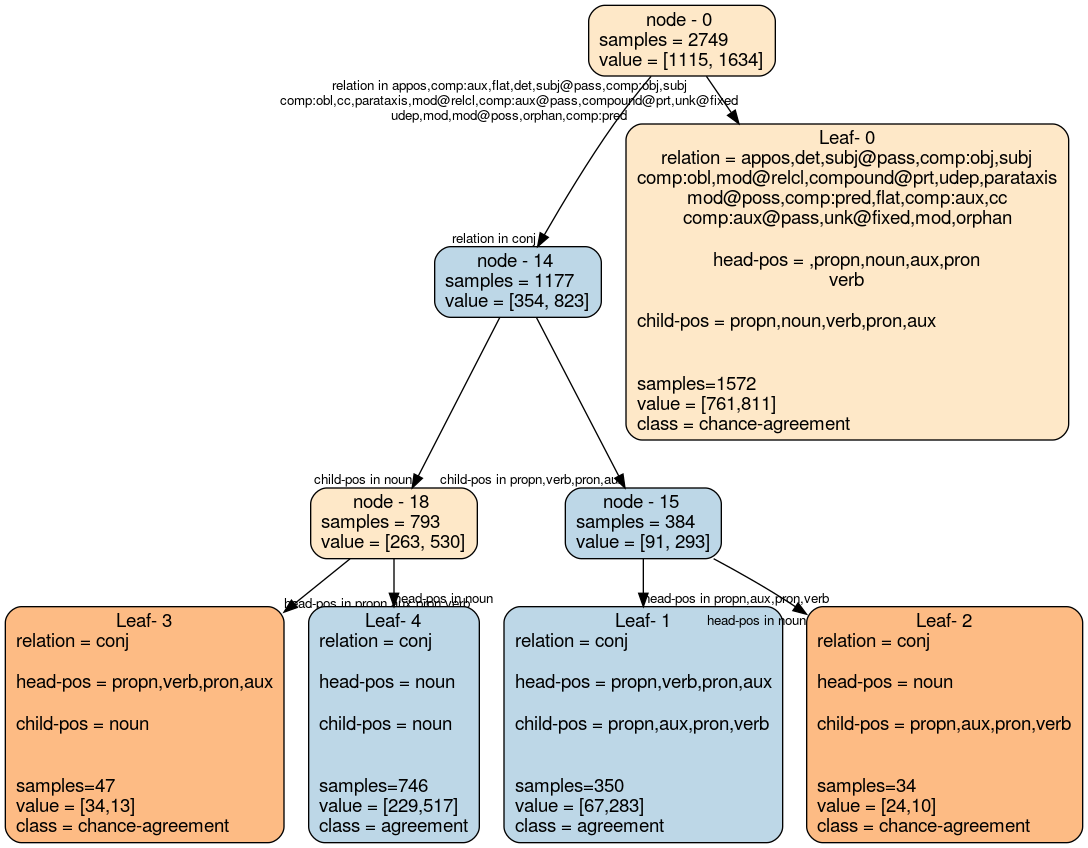 node - 0
samples = 2749
value = [1115, 1634]
relation in appos,comp:aux,flat,det,subj@pass,comp:obj,subj
comp:obl,cc,parataxis,mod@relcl,comp:aux@pass,compound@prt,unk@fixed
udep,mod,mod@poss,orphan,comp:pred
Leaf- 0
relation = appos,det,subj@pass,comp:obj,subj
comp:obl,mod@relcl,compound@prt,udep,parataxis
mod@poss,comp:pred,flat,comp:aux,cc
comp:aux@pass,unk@fixed,mod,orphan
head-pos = ,propn,noun,aux,pron
verb
child-pos = propn,noun,verb,pron,aux
samples=1572
value = [761,811]
class = chance-agreement
relation in conj
node - 14
samples = 1177
value = [354, 823]
child-pos in noun
child-pos in propn,verb,pron,aux
node - 18
samples = 793
value = [263, 530]
node - 15
samples = 384
value = [91, 293]
head-pos in propn,aux,pron,verb
head-pos in noun
head-pos in propn,aux,pron,verb
head-pos in noun
Leaf- 3
relation = conj
head-pos = propn,verb,pron,aux
child-pos = noun
samples=47
value = [34,13]
class = chance-agreement
Leaf- 4
relation = conj
head-pos = noun
child-pos = noun
samples=746
value = [229,517]
class = agreement
Leaf- 1
relation = conj
head-pos = propn,verb,pron,aux
child-pos = propn,aux,pron,verb
samples=350
value = [67,283]
class = agreement
Leaf- 2
relation = conj
head-pos = noun
child-pos = propn,aux,pron,verb
samples=34
value = [24,10]
class = chance-agreement